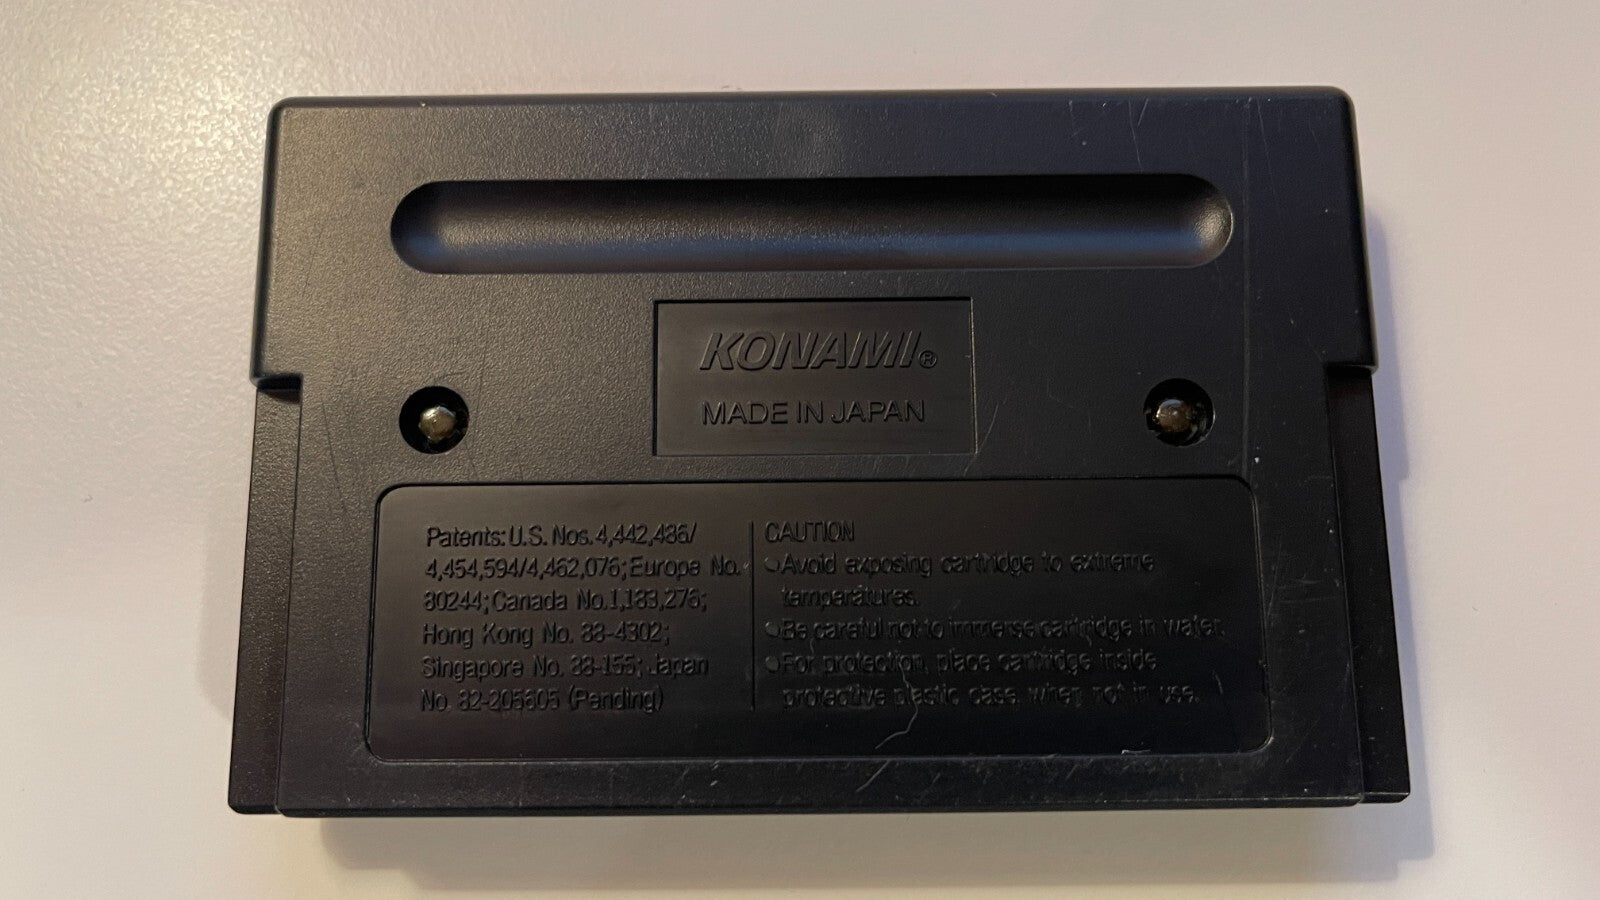 KONAMI®
MADE IN JAPAN
Patents: U.S. Nos. 4,442,486/
4,454,594/4,462,076; Europe No.
80244; Canada No. 1,183,276;
Hong Kong No. 88-4302;
Singapore No. 88-155; Japan
No. 82-205605 (Pending)
CAUTION
●Avoid exposing cartridge to extreme
temperatures.
●Be careful not to immerse cartridge in water.
●For protection, place cartridge inside
protective plastic case, when not in use.